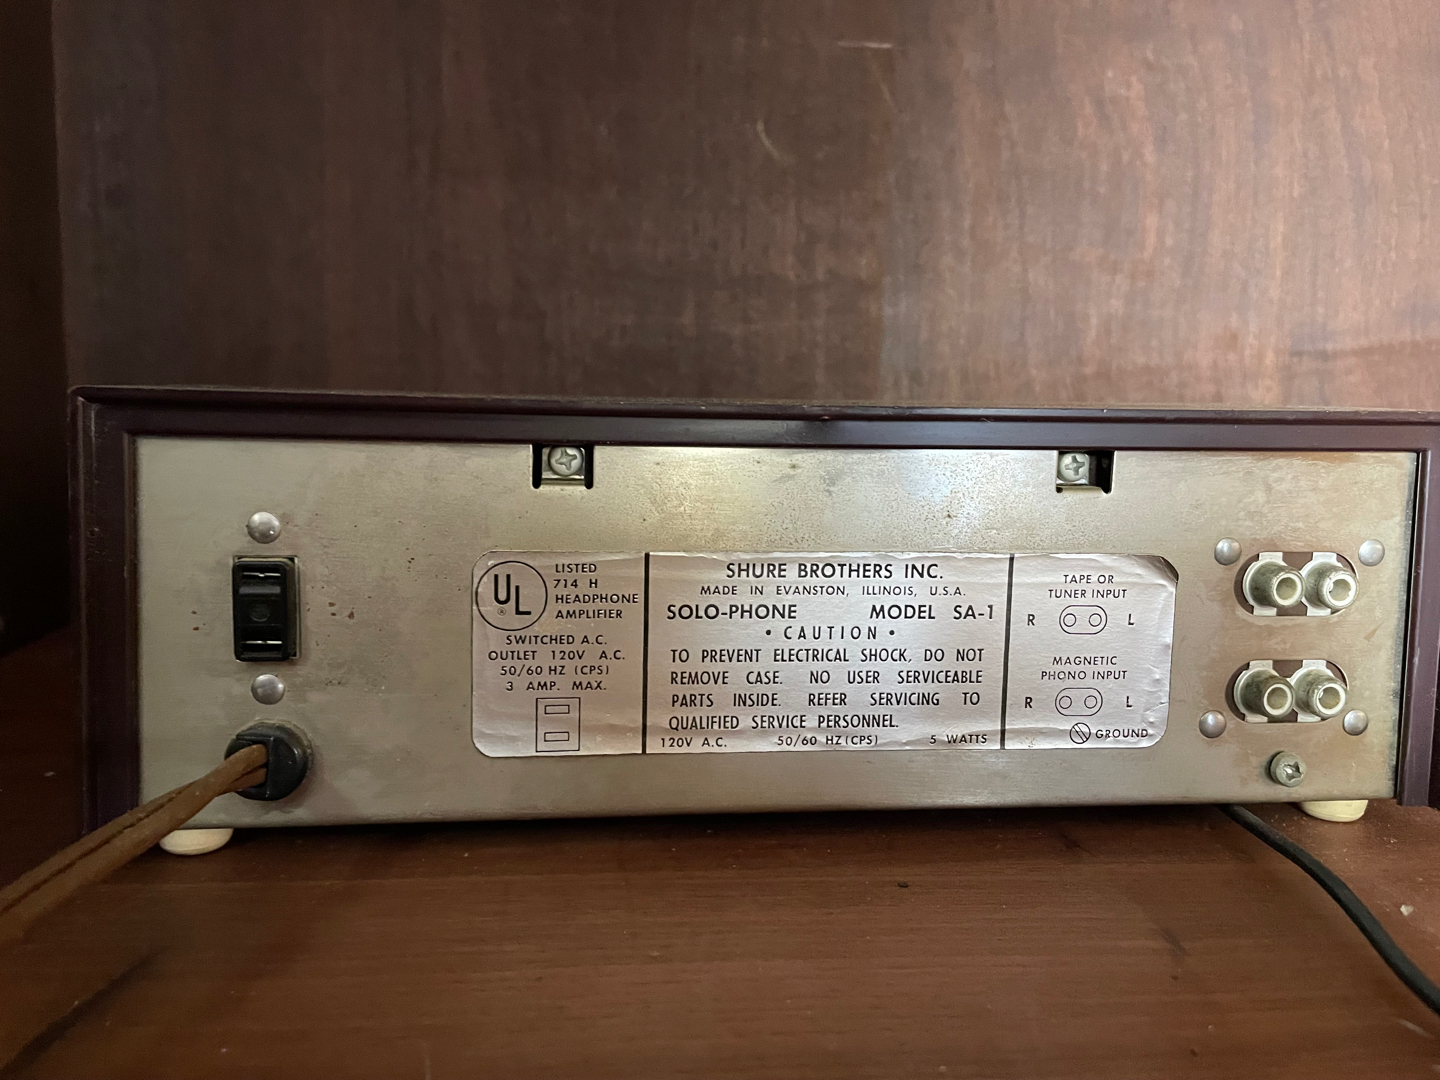 UL
®
LISTED
714 H
HEADPHONE
AMPLIFIER
SWITCHED A.C.
OUTLET 120V A.C.
50/60 HZ (CPS)
3 AMP. MAX.
SHURE BROTHERS INC.
MADE IN EVANSTON, ILLINOIS, U.S.A.
SOLO-PHONE MODEL SA-1
• CAUTION •
TO PREVENT ELECTRICAL SHOCK, DO NOT
REMOVE CASE. NO USER SERVICEABLE
PARTS INSIDE. REFER SERVICING TO
QUALIFIED SERVICE PERSONNEL.
120V A.C. 50/60 HZ (CPS) 5 WATTS
TAPE OR
TUNER INPUT
R L
MAGNETIC
PHONO INPUT
R L
GROUND